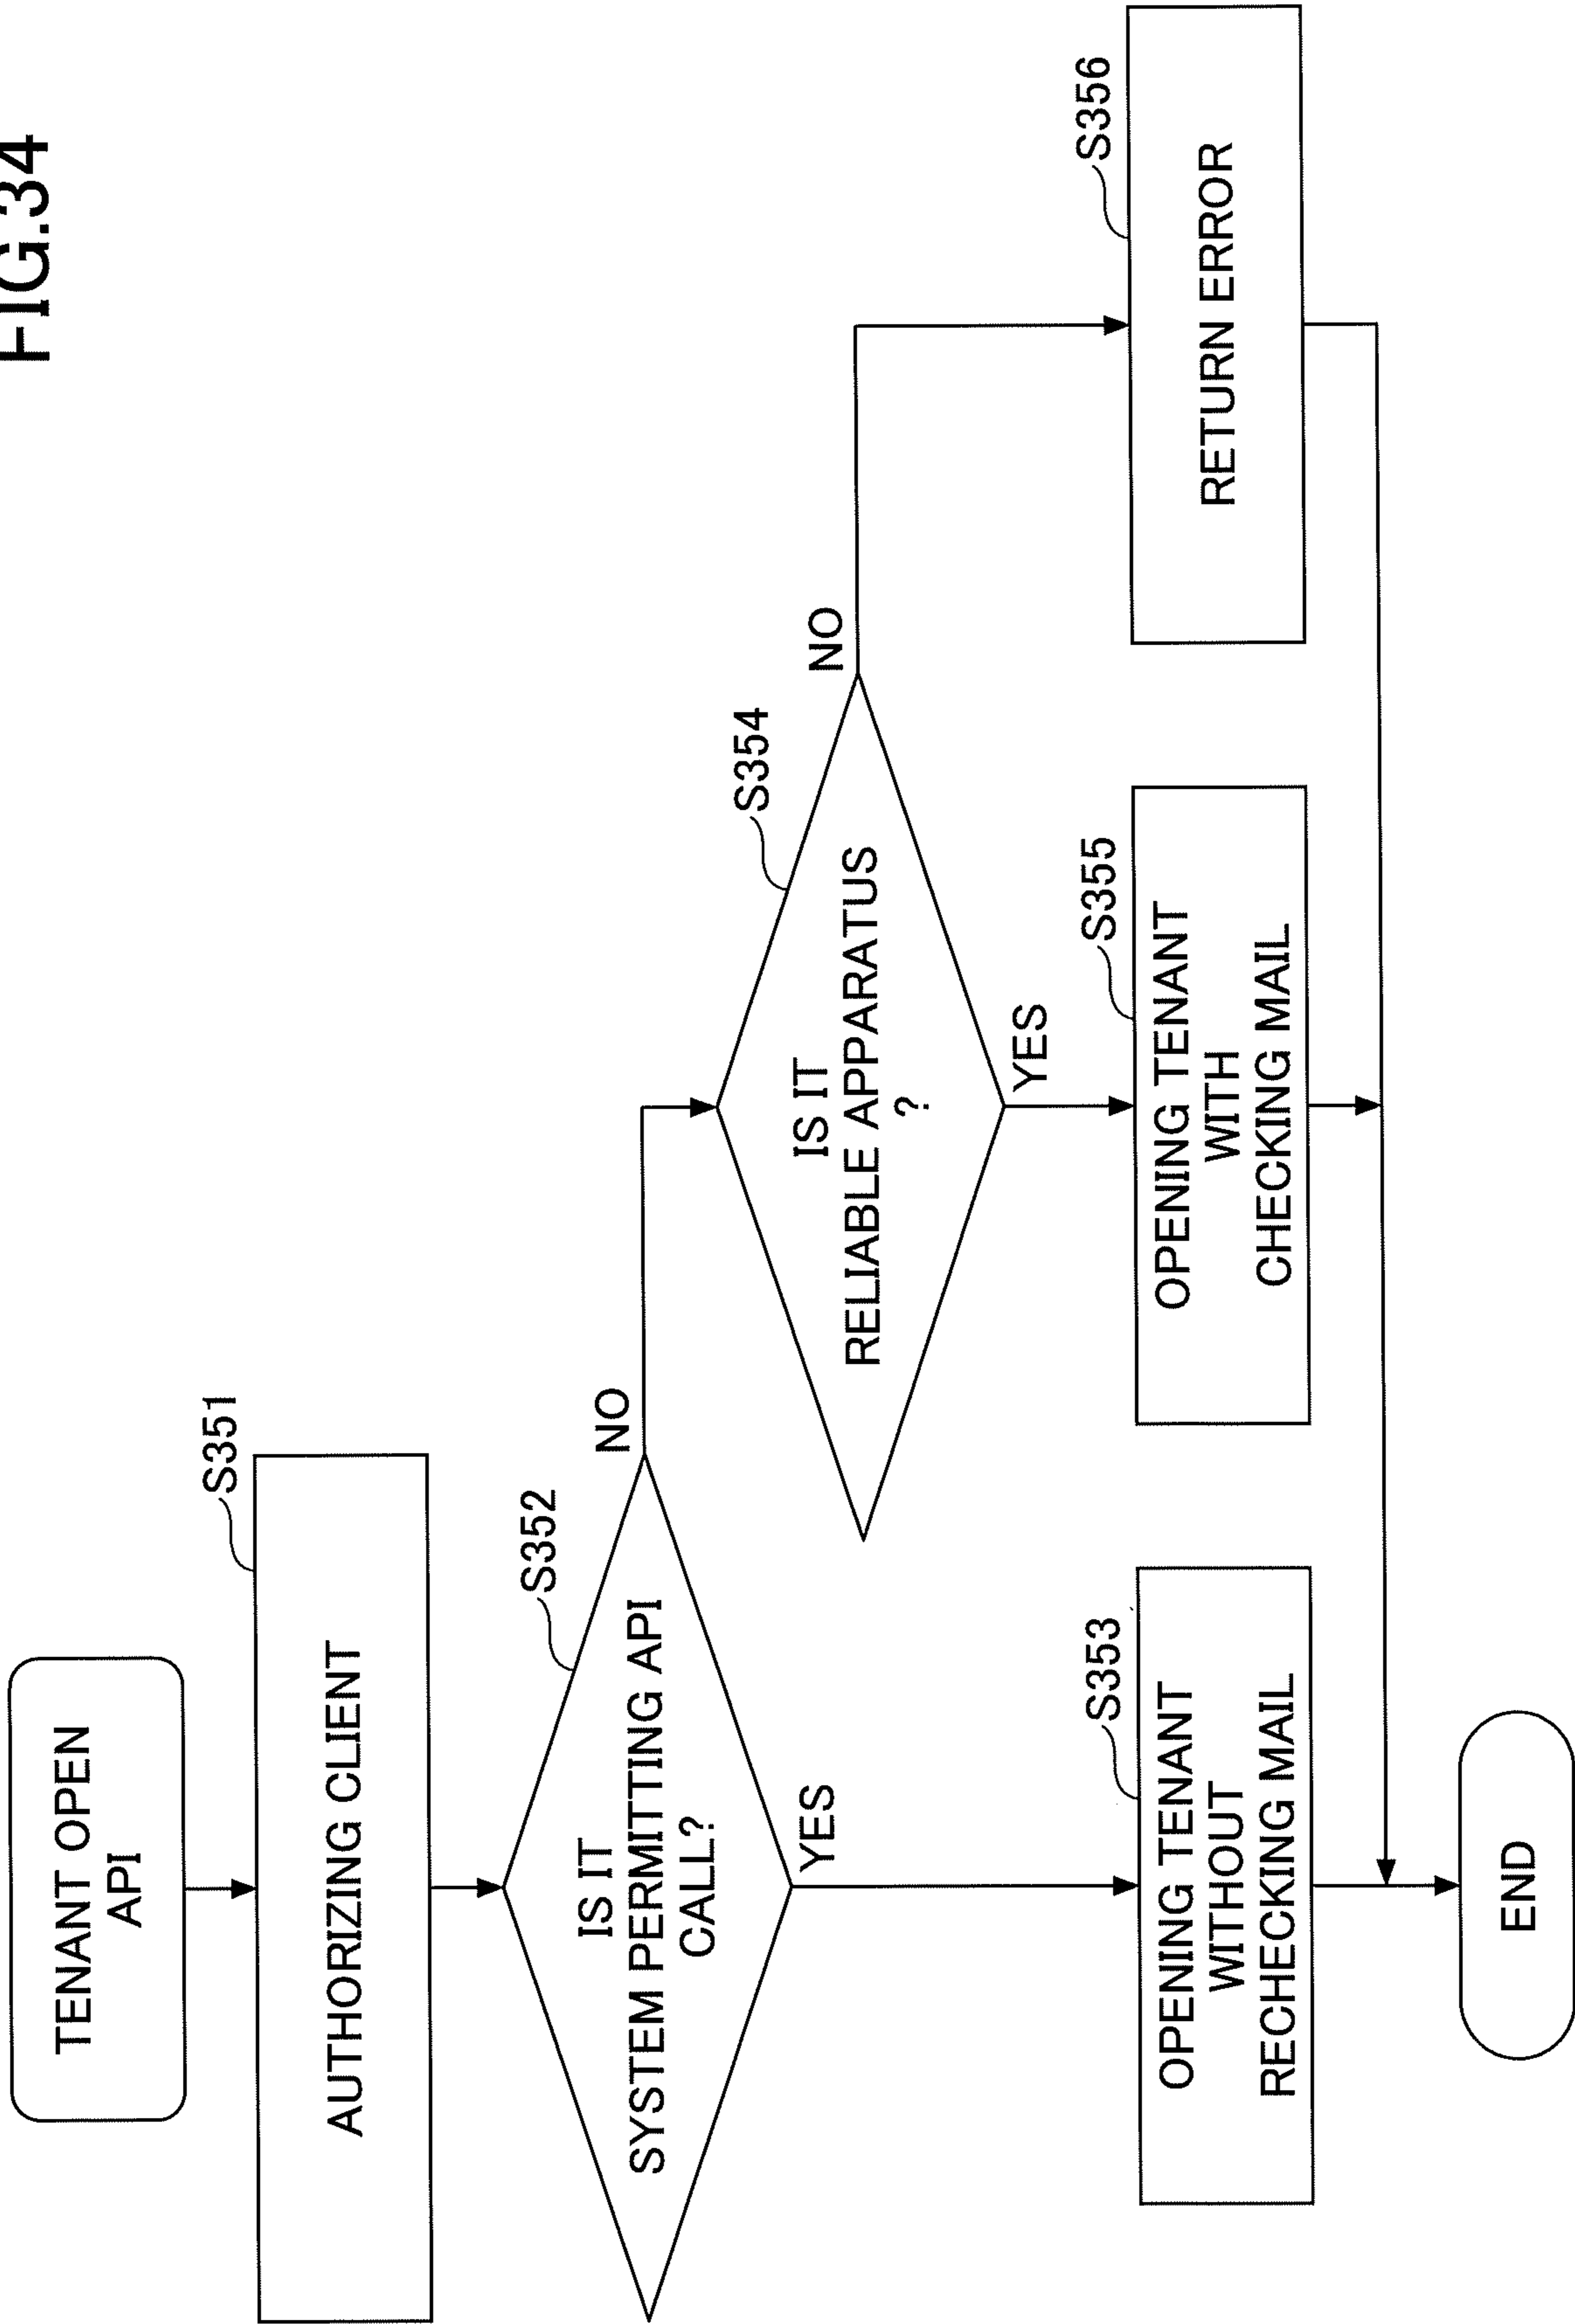 FIG.34
TENANT OPEN
API
S351
AUTHORIZING CLIENT
S352
IS IT
SYSTEM PERMITTING API
CALL?
NO
YES
S354
IS IT
RELIABLE APPARATUS
?
NO
YES
S353
OPENING TENANT
WITHOUT
RECHECKING MAIL
S355
OPENING TENANT
WITH
CHECKING MAIL
S356
RETURN ERROR
END